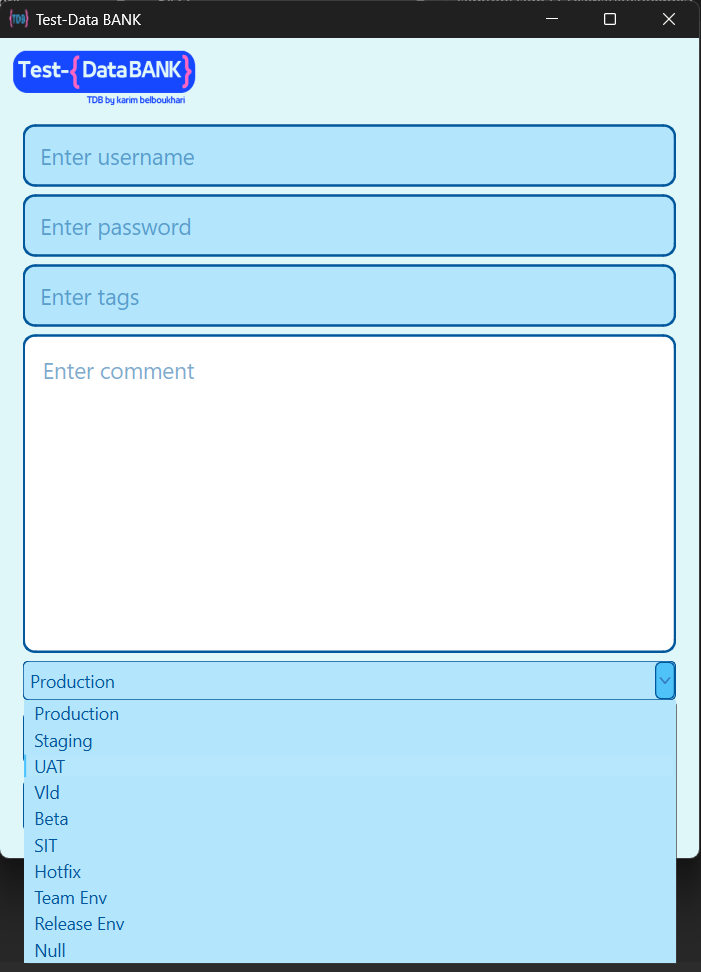 {TDB} Test-Data BANK
Test-{DataBANK}
TDB by karim belboukhari
Enter username
Enter password
Enter tags
Enter comment
Production
Production
Staging
UAT
Vld
Beta
SIT
Hotfix
Team Env
Release Env
Null